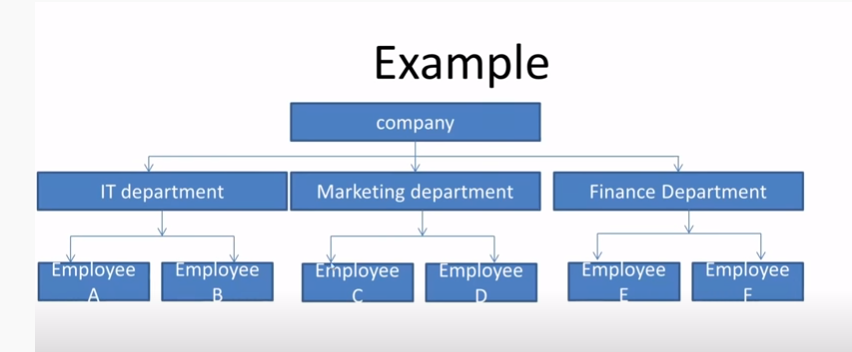 Example
company
IT department
Marketing department
Finance Department
Employee
A
Employee
B
Employee
C
Employee
D
Employee
E
Employee
F